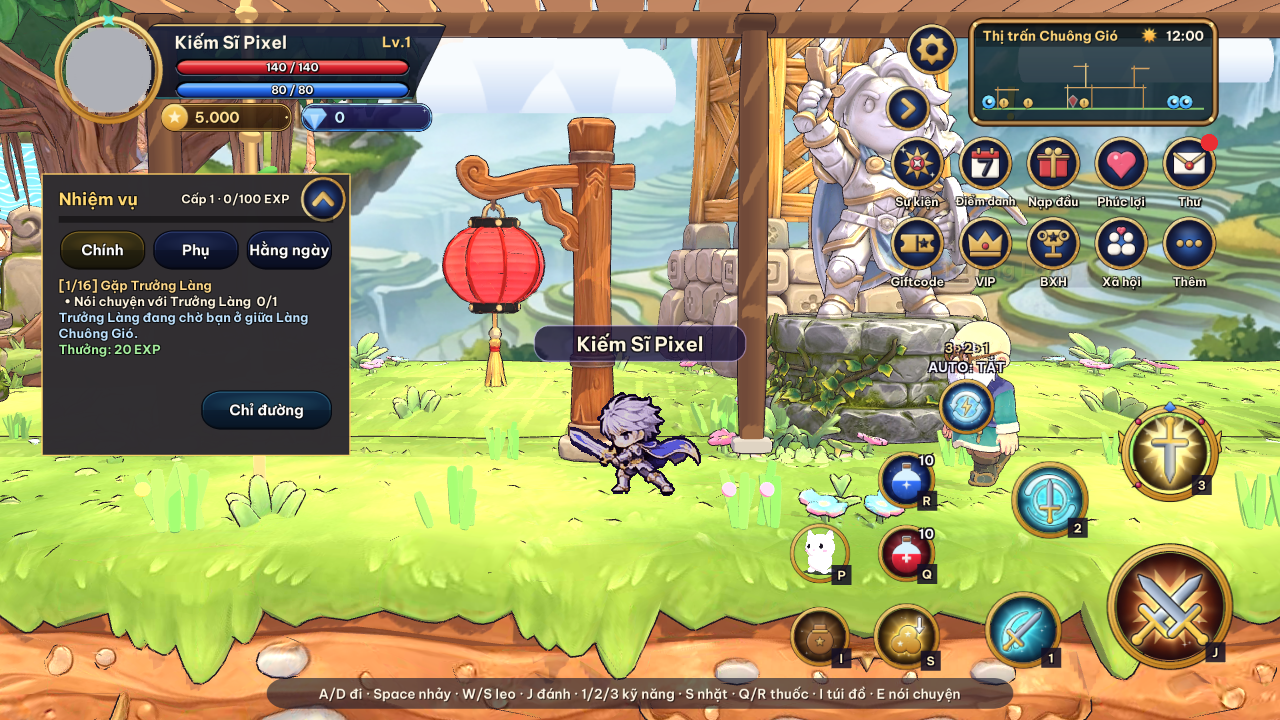 Kiếm Sĩ Pixel
Lv.1
140 / 140
80 / 80
5.000
0
Thị trấn Chuông Gió
12:00
Nhiệm vụ
Cấp 1 · 0/100 EXP
Chính
Phụ
Hằng ngày
[1/16] Gặp Trưởng Làng
• Nói chuyện với Trưởng Làng 0/1
Trưởng Làng đang chờ bạn ở giữa Làng
Chuông Gió.
Thưởng: 20 EXP
Chỉ đường
7
Sự kiện
Điểm danh
Nạp đầu
Phúc lợi
Thư
Giftcode
VIP
BXH
Xã hội
Thêm
Kiếm Sĩ Pixel
3>2>1
AUTO: TẮT
10
R
10
Q
P
I
S
1
2
3
J
A/D đi · Space nhảy · W/S leo · J đánh · 1/2/3 kỹ năng · S nhặt · Q/R thuốc · I túi đồ · E nói chuyện